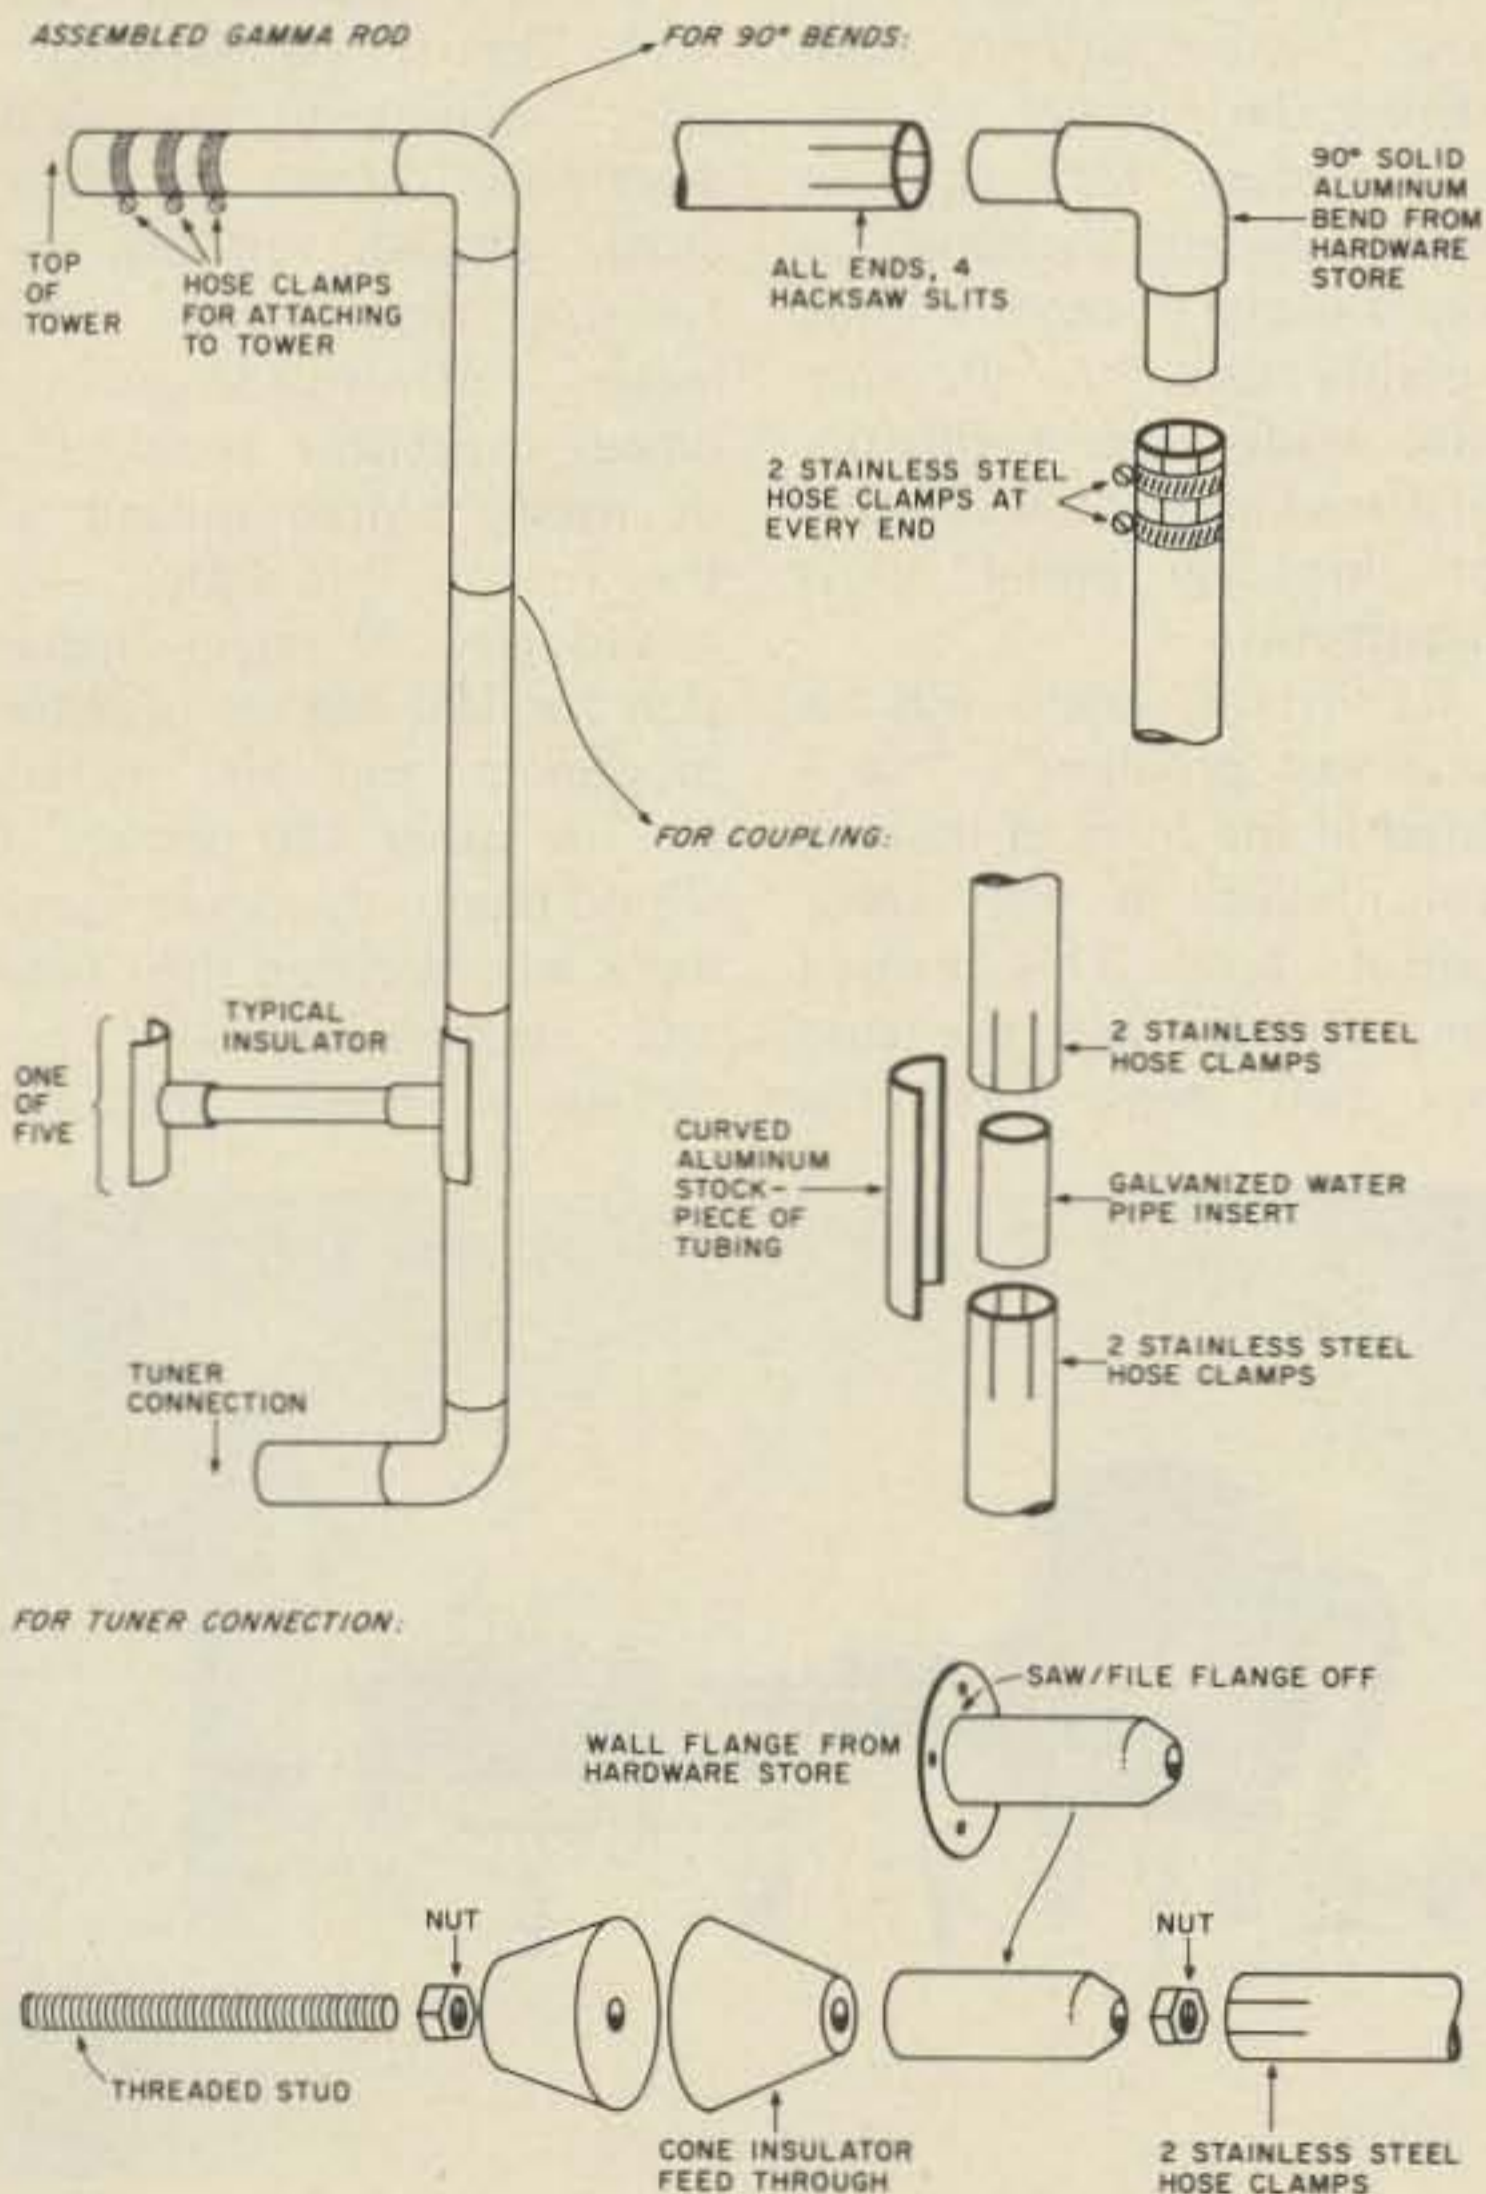 ASSEMBLED GAMMA ROD
FOR 90° BENDS:
TOP
OF
TOWER
HOSE CLAMPS
FOR ATTACHING
TO TOWER
ALL ENDS, 4
HACKSAW SLITS
90° SOLID
ALUMINUM
BEND FROM
HARDWARE
STORE
2 STAINLESS STEEL
HOSE CLAMPS AT
EVERY END
FOR COUPLING:
TYPICAL
INSULATOR
ONE
OF
FIVE
2 STAINLESS STEEL
HOSE CLAMPS
CURVED
ALUMINUM
STOCK-
PIECE OF
TUBING
GALVANIZED WATER
PIPE INSERT
2 STAINLESS STEEL
HOSE CLAMPS
TUNER
CONNECTION
FOR TUNER CONNECTION:
SAW/FILE FLANGE OFF
WALL FLANGE FROM
HARDWARE STORE
NUT
NUT
THREADED STUD
CONE INSULATOR
FEED THROUGH
2 STAINLESS STEEL
HOSE CLAMPS